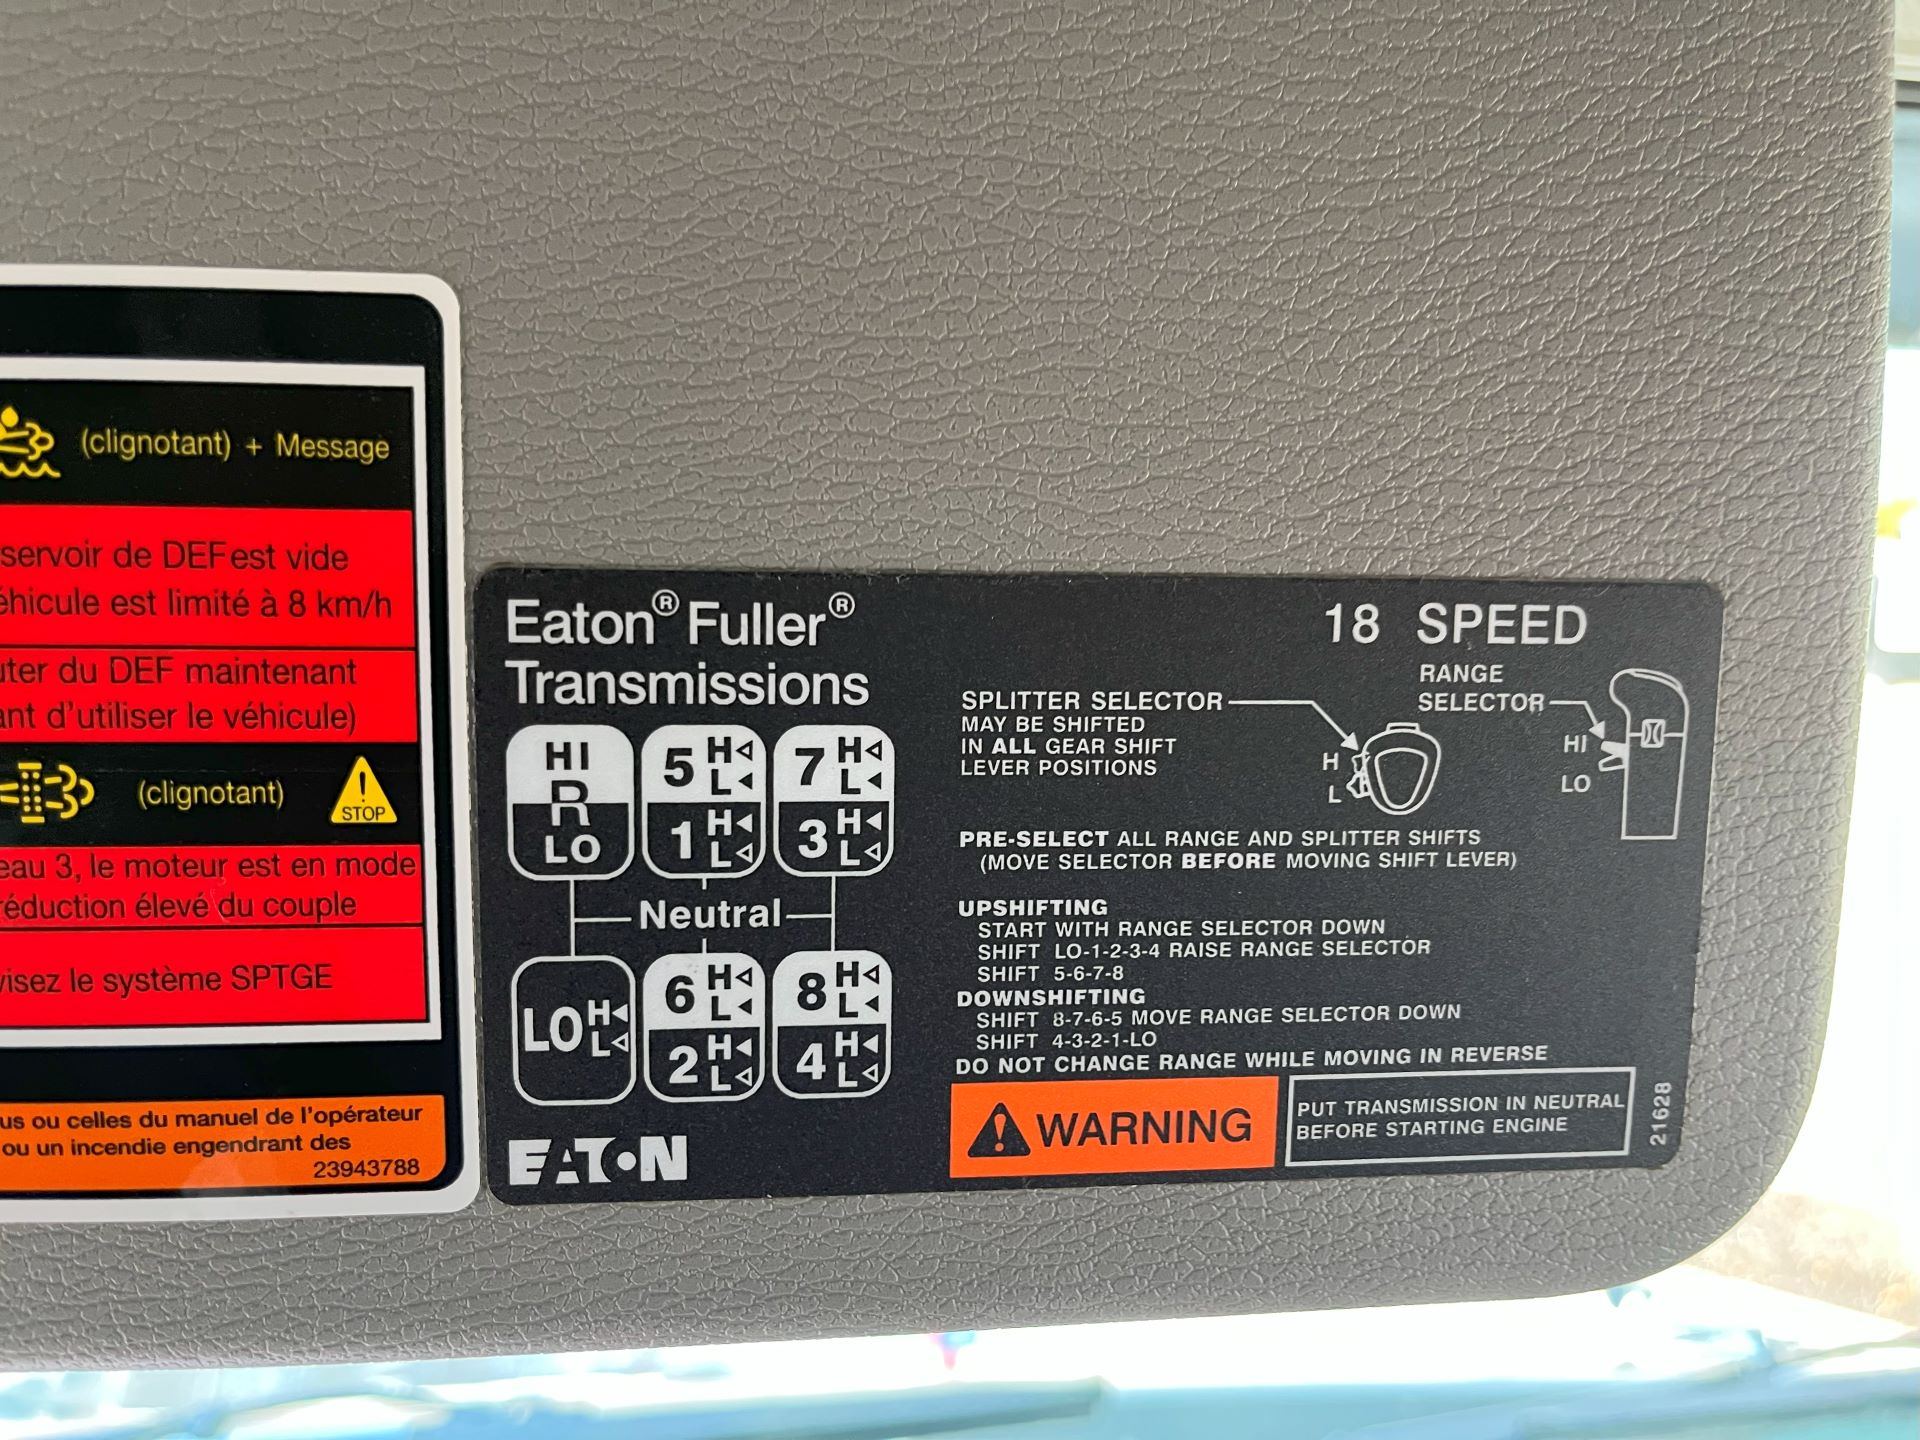 (clignotant) + Message
servoir de DEF est vide
éhicule est limité à 8 km/h
uter du DEF maintenant
ant d'utiliser le véhicule)
(clignotant)
STOP
eau 3, le moteur est en mode
réduction élevé du couple
visez le système SPTGE
us ou celles du manuel de l'opérateur
ou un incendie engendrant des
23943788
Eaton® Fuller®
Transmissions
18 SPEED
HI
R
LO
5 H L
1 H L
7 H L
3 H L
Neutral
LO H L
6 H L
2 H L
8 H L
4 H L
EATON
SPLITTER SELECTOR
MAY BE SHIFTED
IN ALL GEAR SHIFT
LEVER POSITIONS
H
L
RANGE
SELECTOR
HI
LO
PRE-SELECT ALL RANGE AND SPLITTER SHIFTS
(MOVE SELECTOR BEFORE MOVING SHIFT LEVER)
UPSHIFTING
START WITH RANGE SELECTOR DOWN
SHIFT LO-1-2-3-4 RAISE RANGE SELECTOR
SHIFT 5-6-7-8
DOWNSHIFTING
SHIFT 8-7-6-5 MOVE RANGE SELECTOR DOWN
SHIFT 4-3-2-1-LO
DO NOT CHANGE RANGE WHILE MOVING IN REVERSE
WARNING
PUT TRANSMISSION IN NEUTRAL
BEFORE STARTING ENGINE
21628